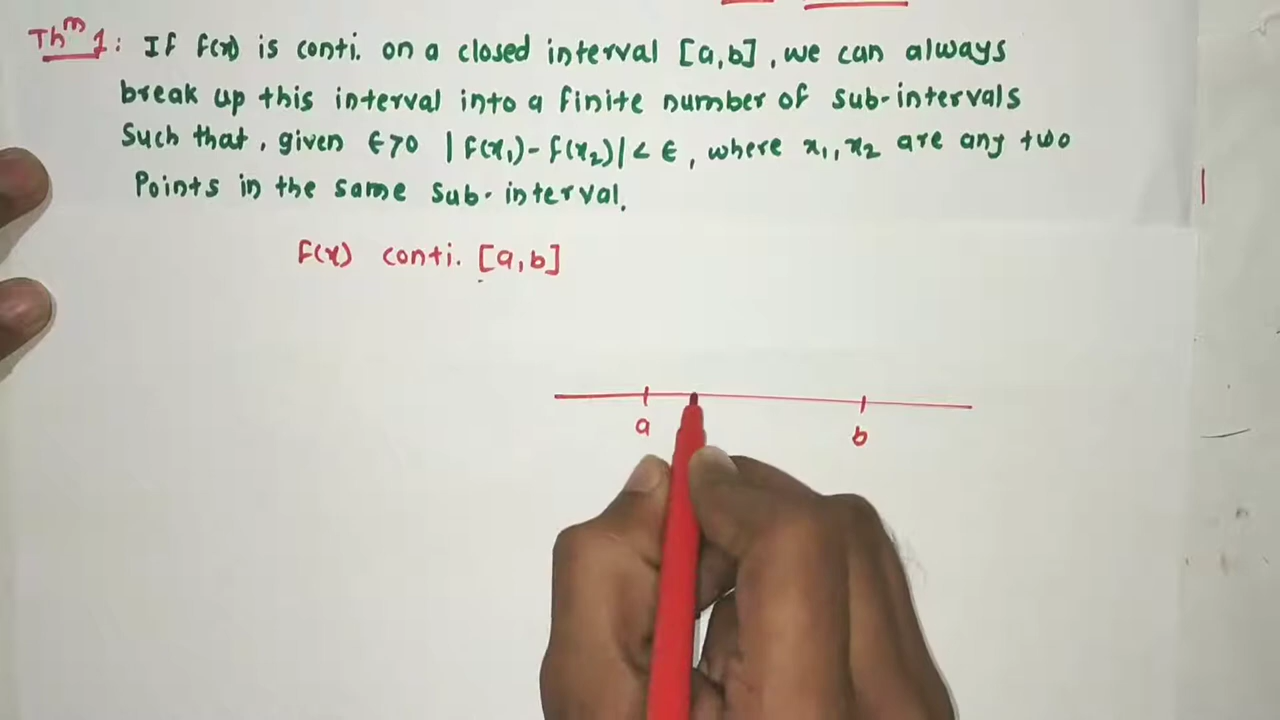 Thm 1: If f(x) is conti. on a closed interval [a,b], we can always
break up this interval into a finite number of sub-intervals
Such that, given ϵ>0 |f(x₁)-f(x₂)|< ϵ, where x₁,x₂ are any two
Points in the same sub-interval.
f(x) conti. [a,b]
a b